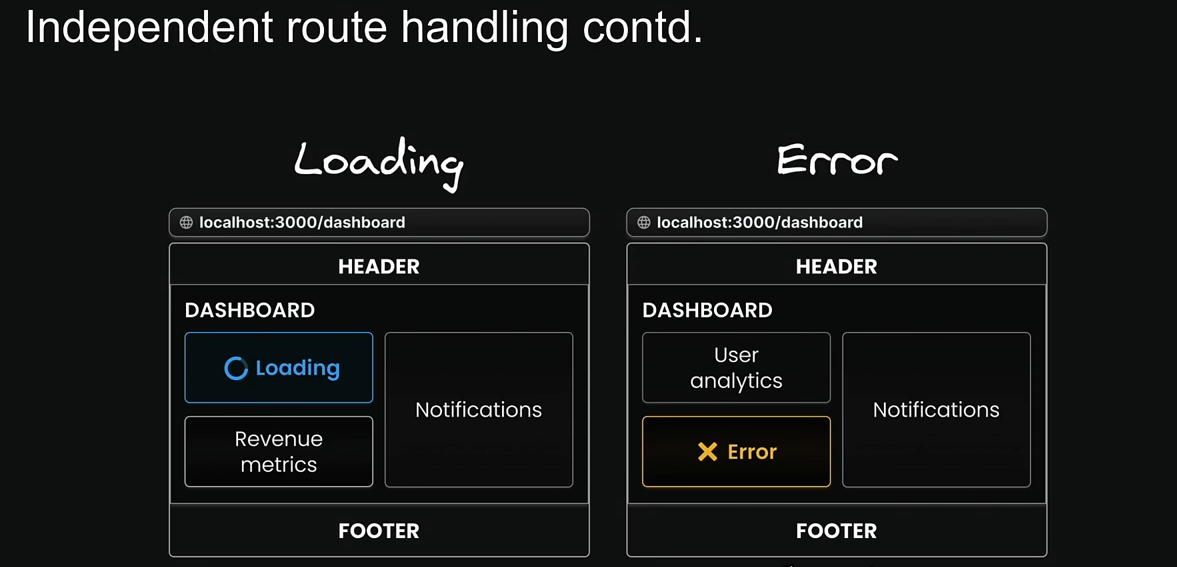 Independent route handling contd.
Loading
localhost:3000/dashboard
HEADER
DASHBOARD
Loading
Revenue
metrics
Notifications
FOOTER
Error
localhost:3000/dashboard
HEADER
DASHBOARD
User
analytics
Error
Notifications
FOOTER